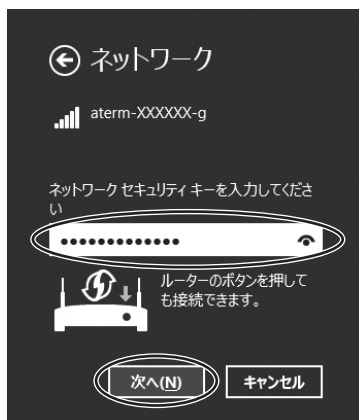 ネットワーク
aterm-XXXXXX-g
ネットワーク セキュリティ キーを入力してくださ
い
●●●●●●●●●●●●●
ルーターのボタンを押して
も接続できます。
次へ(N)
キャンセル